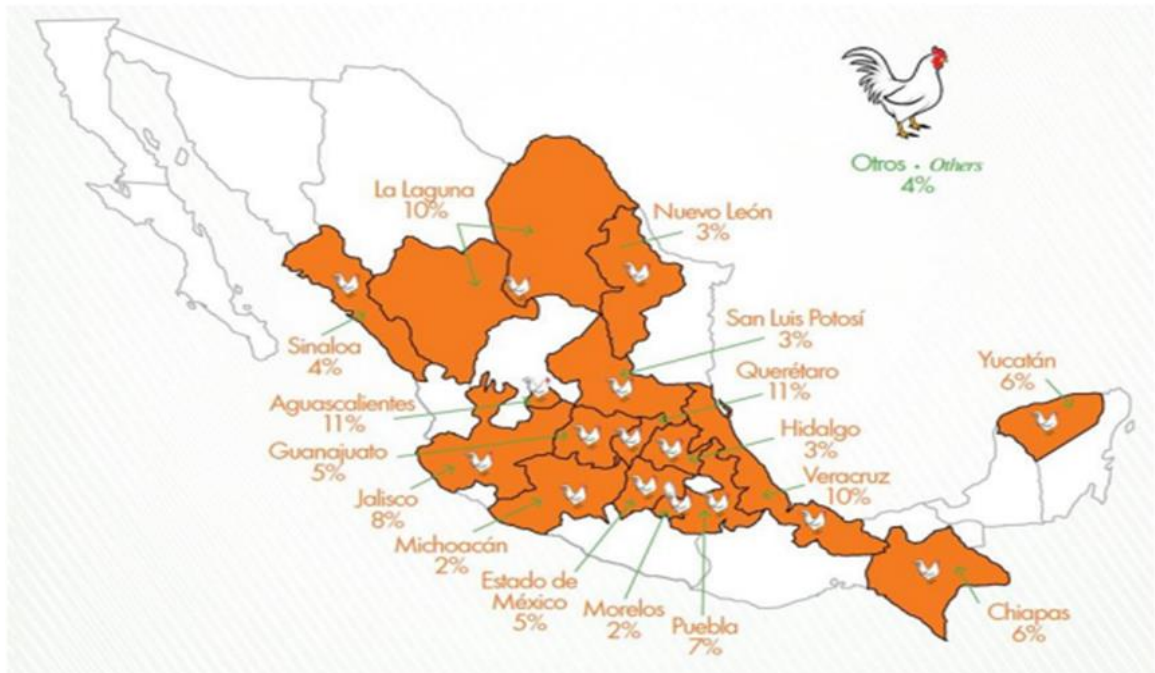 Otros • Others
4%
La Laguna
10%
Nuevo León
3%
San Luis Potosí
3%
Sinaloa
4%
Querétaro
11%
Yucatán
6%
Aguascalientes
11%
Hidalgo
3%
Guanajuato
5%
Veracruz
10%
Jalisco
8%
Michoacán
2%
Estado de
México
5%
Morelos
2%
Puebla
7%
Chiapas
6%